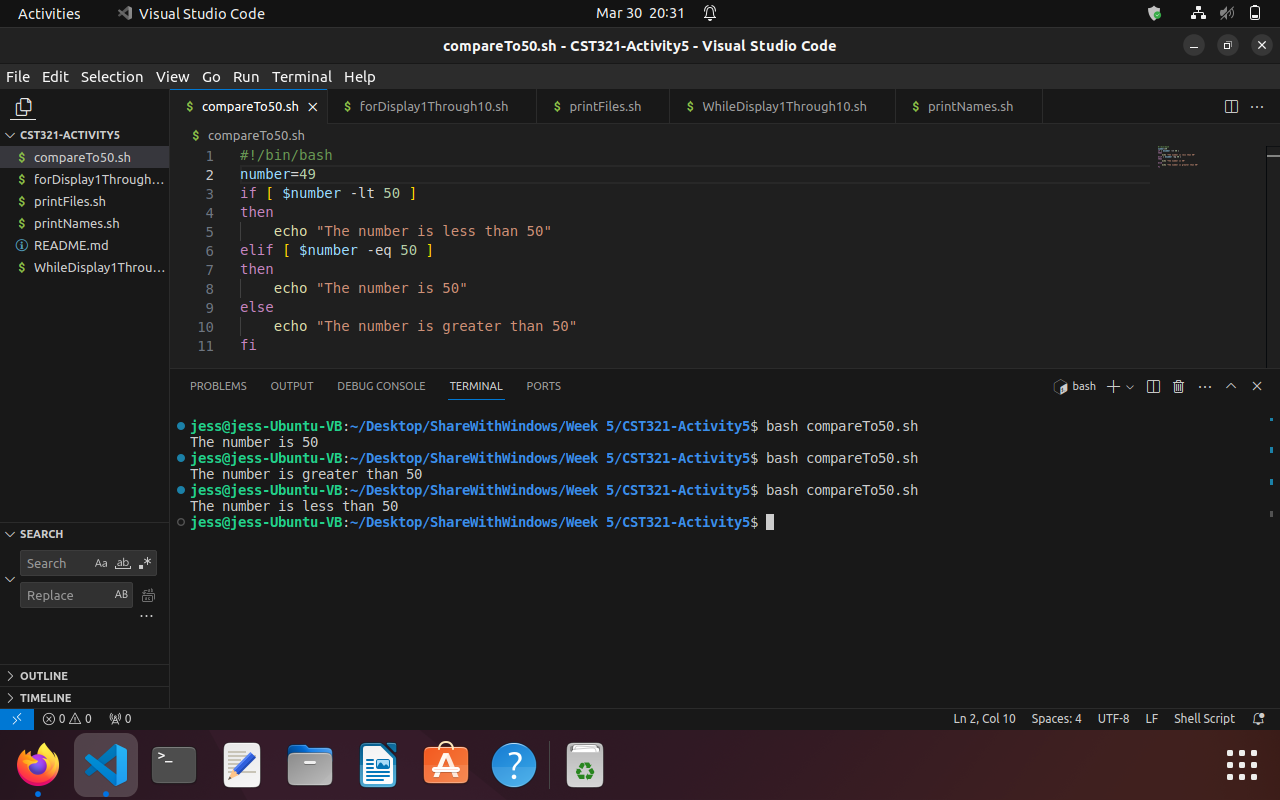 Activities
Visual Studio Code
Mar 30 20:31
compareTo50.sh - CST321-Activity5 - Visual Studio Code
File Edit Selection View Go Run Terminal Help
CST321-ACTIVITY5
compareTo50.sh
forDisplay1Through...
printFiles.sh
printNames.sh
README.md
WhileDisplay1Throu...
SEARCH
Search Aa ab .*
Replace AB
OUTLINE
TIMELINE
$ compareTo50.sh
$ forDisplay1Through10.sh
$ printFiles.sh
$ WhileDisplay1Through10.sh
$ printNames.sh
$ compareTo50.sh
1 #!/bin/bash
2 number=49
3 if [ $number -lt 50 ]
4 then
5     echo "The number is less than 50"
6 elif [ $number -eq 50 ]
7 then
8     echo "The number is 50"
9 else
10     echo "The number is greater than 50"
11 fi
PROBLEMS OUTPUT DEBUG CONSOLE TERMINAL PORTS
bash
jess@jess-Ubuntu-VB:~/Desktop/ShareWithWindows/Week 5/CST321-Activity5$ bash compareTo50.sh
The number is 50
jess@jess-Ubuntu-VB:~/Desktop/ShareWithWindows/Week 5/CST321-Activity5$ bash compareTo50.sh
The number is greater than 50
jess@jess-Ubuntu-VB:~/Desktop/ShareWithWindows/Week 5/CST321-Activity5$ bash compareTo50.sh
The number is less than 50
jess@jess-Ubuntu-VB:~/Desktop/ShareWithWindows/Week 5/CST321-Activity5$
0 0 0
Ln 2, Col 10 Spaces: 4 UTF-8 LF Shell Script